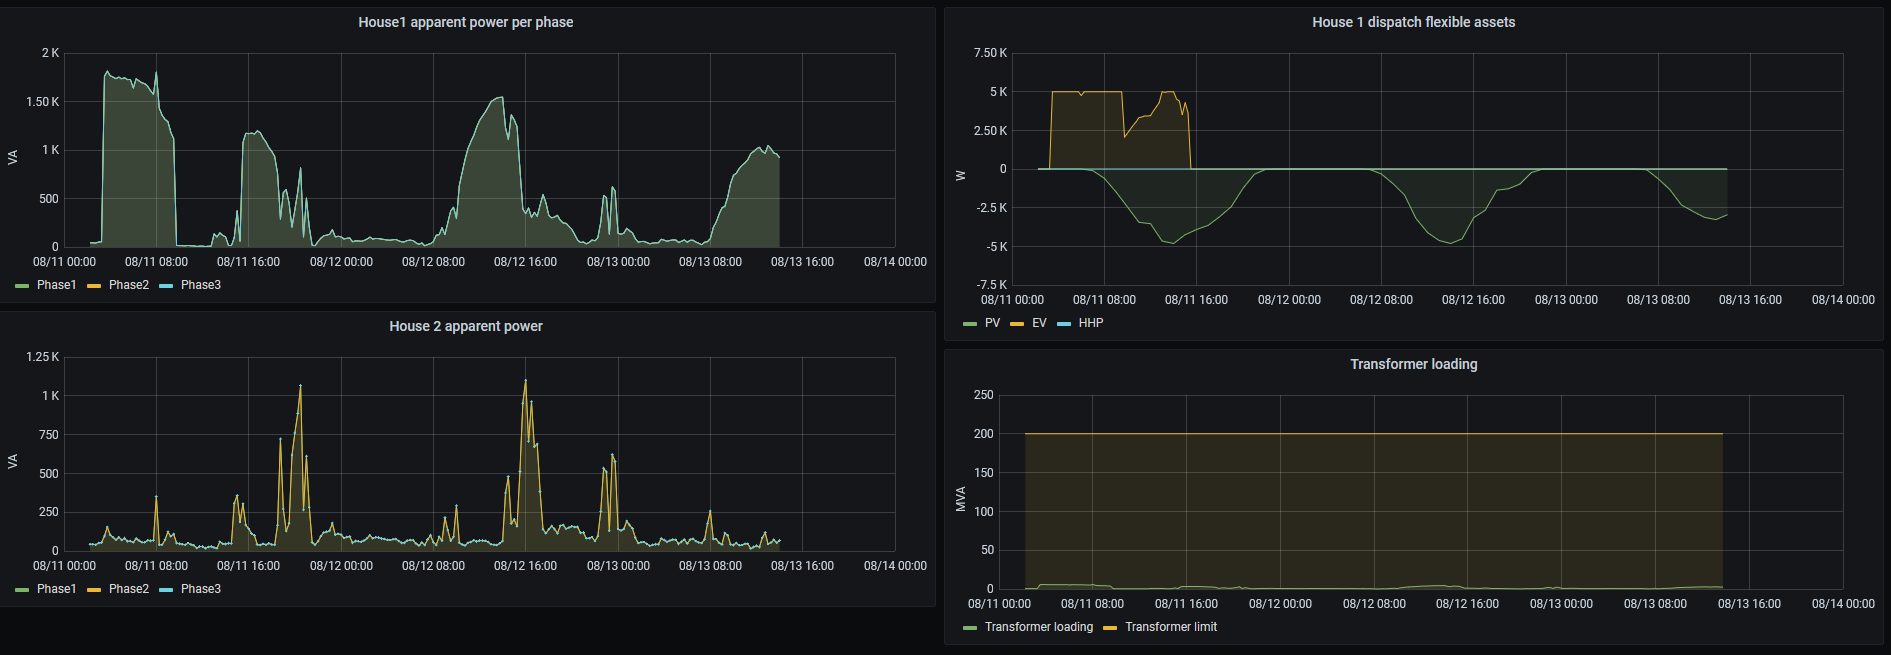 House1 apparent power per phase
2 K
1.50 K
1 K
500
0
VA
08/11 00:00 08/11 08:00 08/11 16:00 08/12 00:00 08/12 08:00 08/12 16:00 08/13 00:00 08/13 08:00 08/13 16:00 08/14 00:00
Phase1 Phase2 Phase3
House 1 dispatch flexible assets
7.50 K
5 K
2.50 K
0
-2.5 K
-5 K
-7.5 K
W
08/11 00:00 08/11 08:00 08/11 16:00 08/12 00:00 08/12 08:00 08/12 16:00 08/13 00:00 08/13 08:00 08/13 16:00 08/14 00:00
PV EV HHP
House 2 apparent power
1.25 K
1 K
750
500
250
0
VA
08/11 00:00 08/11 08:00 08/11 16:00 08/12 00:00 08/12 08:00 08/12 16:00 08/13 00:00 08/13 08:00 08/13 16:00 08/14 00:00
Phase1 Phase2 Phase3
Transformer loading
250
200
150
100
50
0
MVA
08/11 00:00 08/11 08:00 08/11 16:00 08/12 00:00 08/12 08:00 08/12 16:00 08/13 00:00 08/13 08:00 08/13 16:00 08/14 00:00
Transformer loading Transformer limit